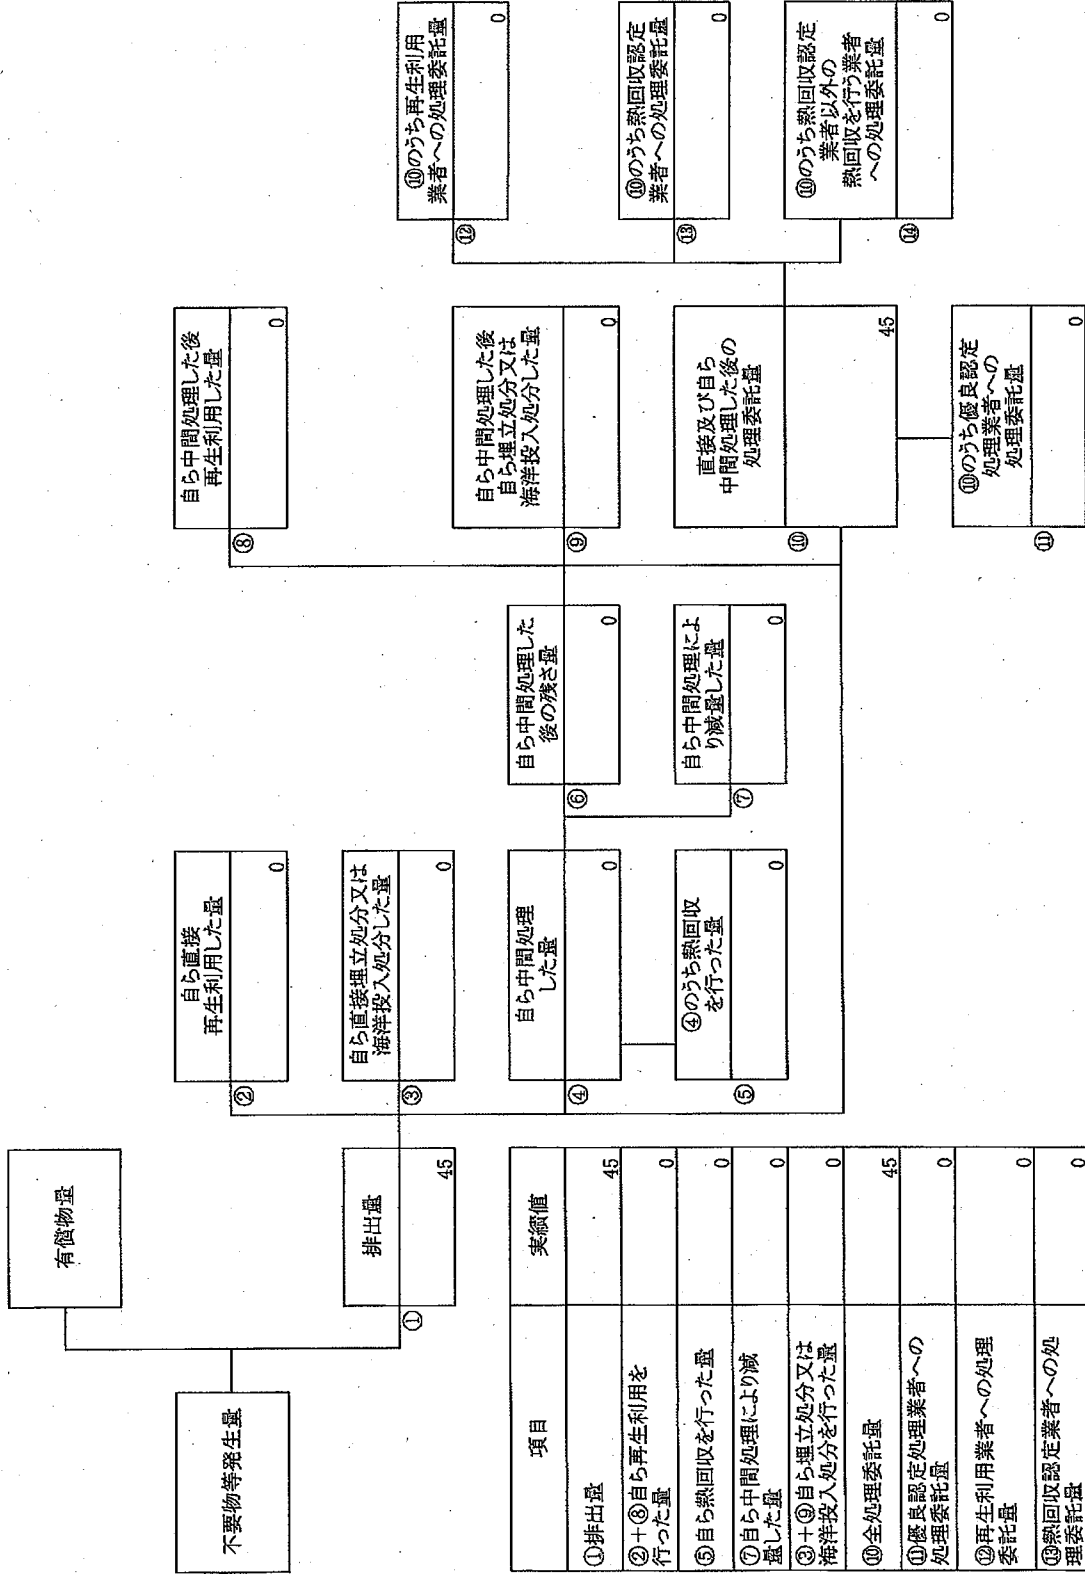 不要物等発生量
有償物量
排出量
①
45
自ら直接
再生利用した量
②
0
自ら直接埋立処分又は
海洋投入処分した量
③
0
自ら中間処理
した量
④
0
④のうち熱回収
を行った量
⑤
0
自ら中間処理した
後の残さ量
⑥
0
自ら中間処理によ
り減量した量
⑦
0
自ら中間処理した後
再生利用した量
⑧
0
自ら中間処理した後
自ら埋立処分又は
海洋投入処分した量
⑨
0
直接及び自ら
中間処理した後の
処理委託量
⑩
45
⑩のうち優良認定
処理業者への
処理委託量
⑪
0
⑩のうち再生利用
業者への処理委託量
⑫
0
⑩のうち熱回収認定
業者への処理委託量
⑬
0
⑩のうち熱回収認定
業者以外の
熱回収を行う業者
への処理委託量
⑭
0
項目
実績値
①排出量
45
②+⑧自ら再生利用を
行った量
0
⑤自ら熱回収を行った量
0
⑦自ら中間処理により減
量した量
0
③+⑨自ら埋立処分又は
海洋投入処分を行った量
0
⑩全処理委託量
45
⑪優良認定処理業者への
処理委託量
0
⑫再生利用業者への処理
委託量
0
⑬熱回収認定業者への処
理委託量
0